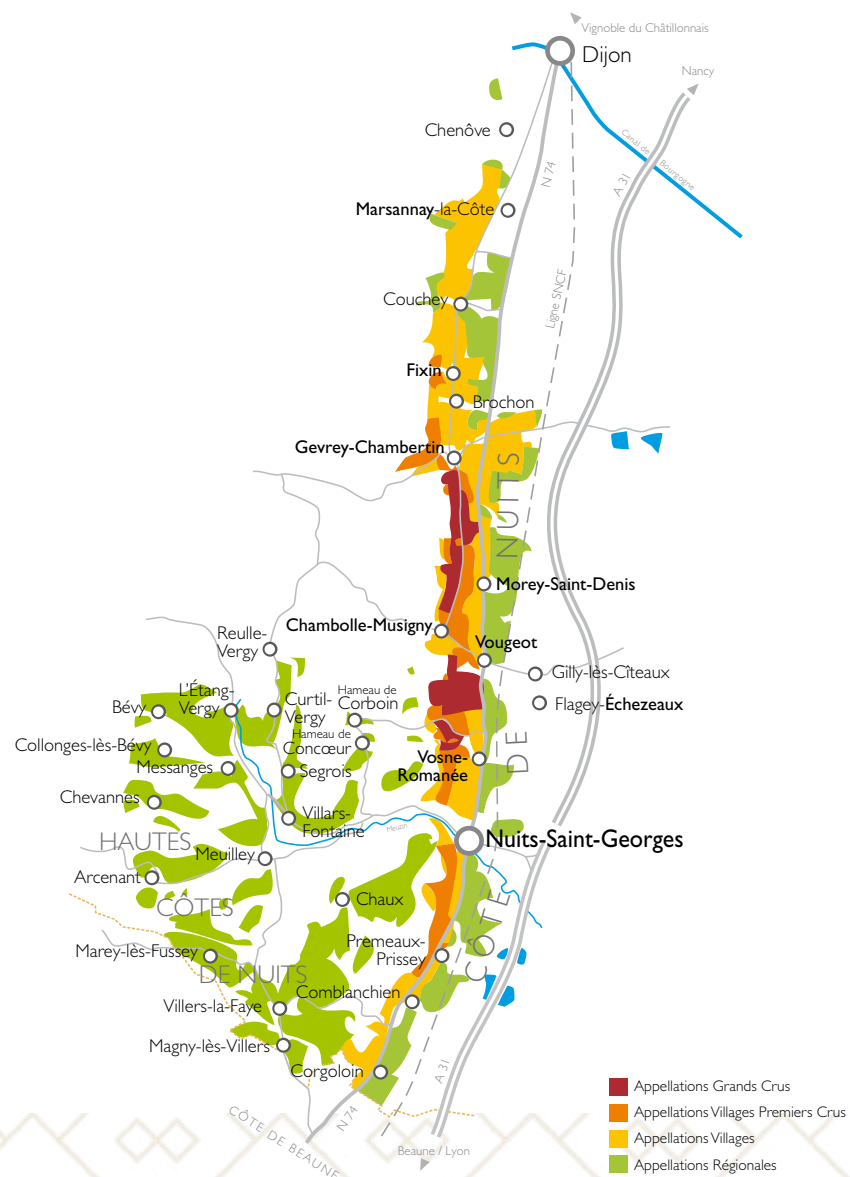 Vignoble du Châtillonnais
Dijon
Nancy
Chenôve
Canal de
Bourgogne
N 74
A 31
Marsannay-la-Côte
Ligne SNCF
Couchey
Fixin
Brochon
Gevrey-Chambertin
CÔTE DE NUITS
Morey-Saint-Denis
Chambolle-Musigny
Reulle-
Vergy
Vougeot
Gilly-lès-Cîteaux
L'Étang-
Vergy
Curtil-
Vergy
Hameau de
Corboin
Flagey-Échezeaux
Bévy
Hameau de
Concœur
Collonges-lès-Bévy
Messanges
Segrois
Vosne-
Romanée
Chevannes
Villars-
Fontaine
Meuzin
Nuits-Saint-Georges
HAUTES
CÔTES
DE NUITS
Meuilley
Arcenant
Chaux
Marey-lès-Fussey
Premeaux-
Prissey
Comblanchien
Villers-la-Faye
Magny-lès-Villers
Corgoloin
A 31
N 74
CÔTE DE BEAUNE
Beaune / Lyon
Appellations Grands Crus
Appellations Villages Premiers Crus
Appellations Villages
Appellations Régionales